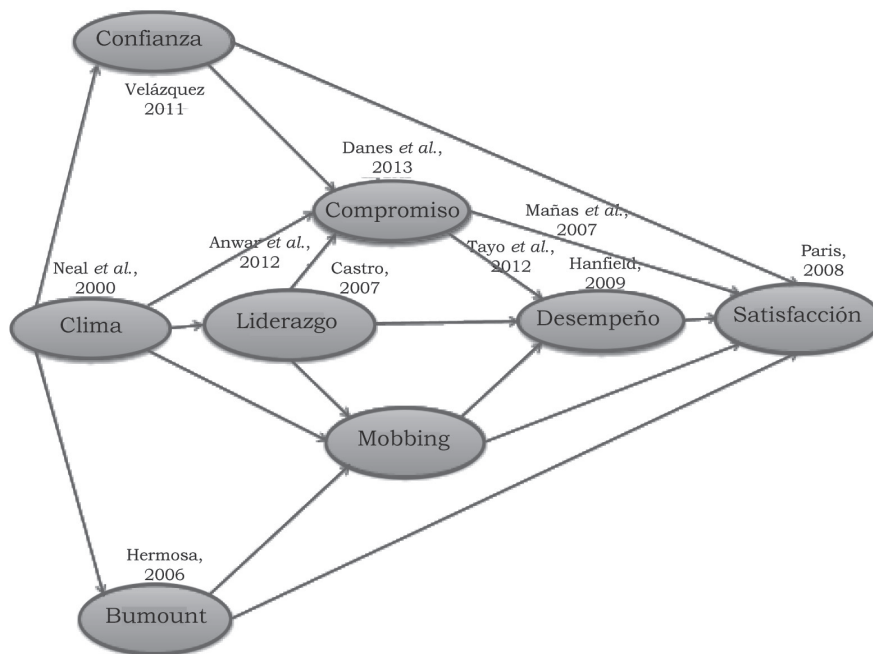 Confianza
Velázquez
2011
Danes et al.,
2013
Compromiso
Mañas et al.,
2007
Anwar et al.,
2012
Tayo et al.,
2012
Paris,
2008
Neal et al.,
2000
Castro,
2007
Hanfield,
2009
Clima
Liderazgo
Desempeño
Satisfacción
Mobbing
Hermosa,
2006
Bumount